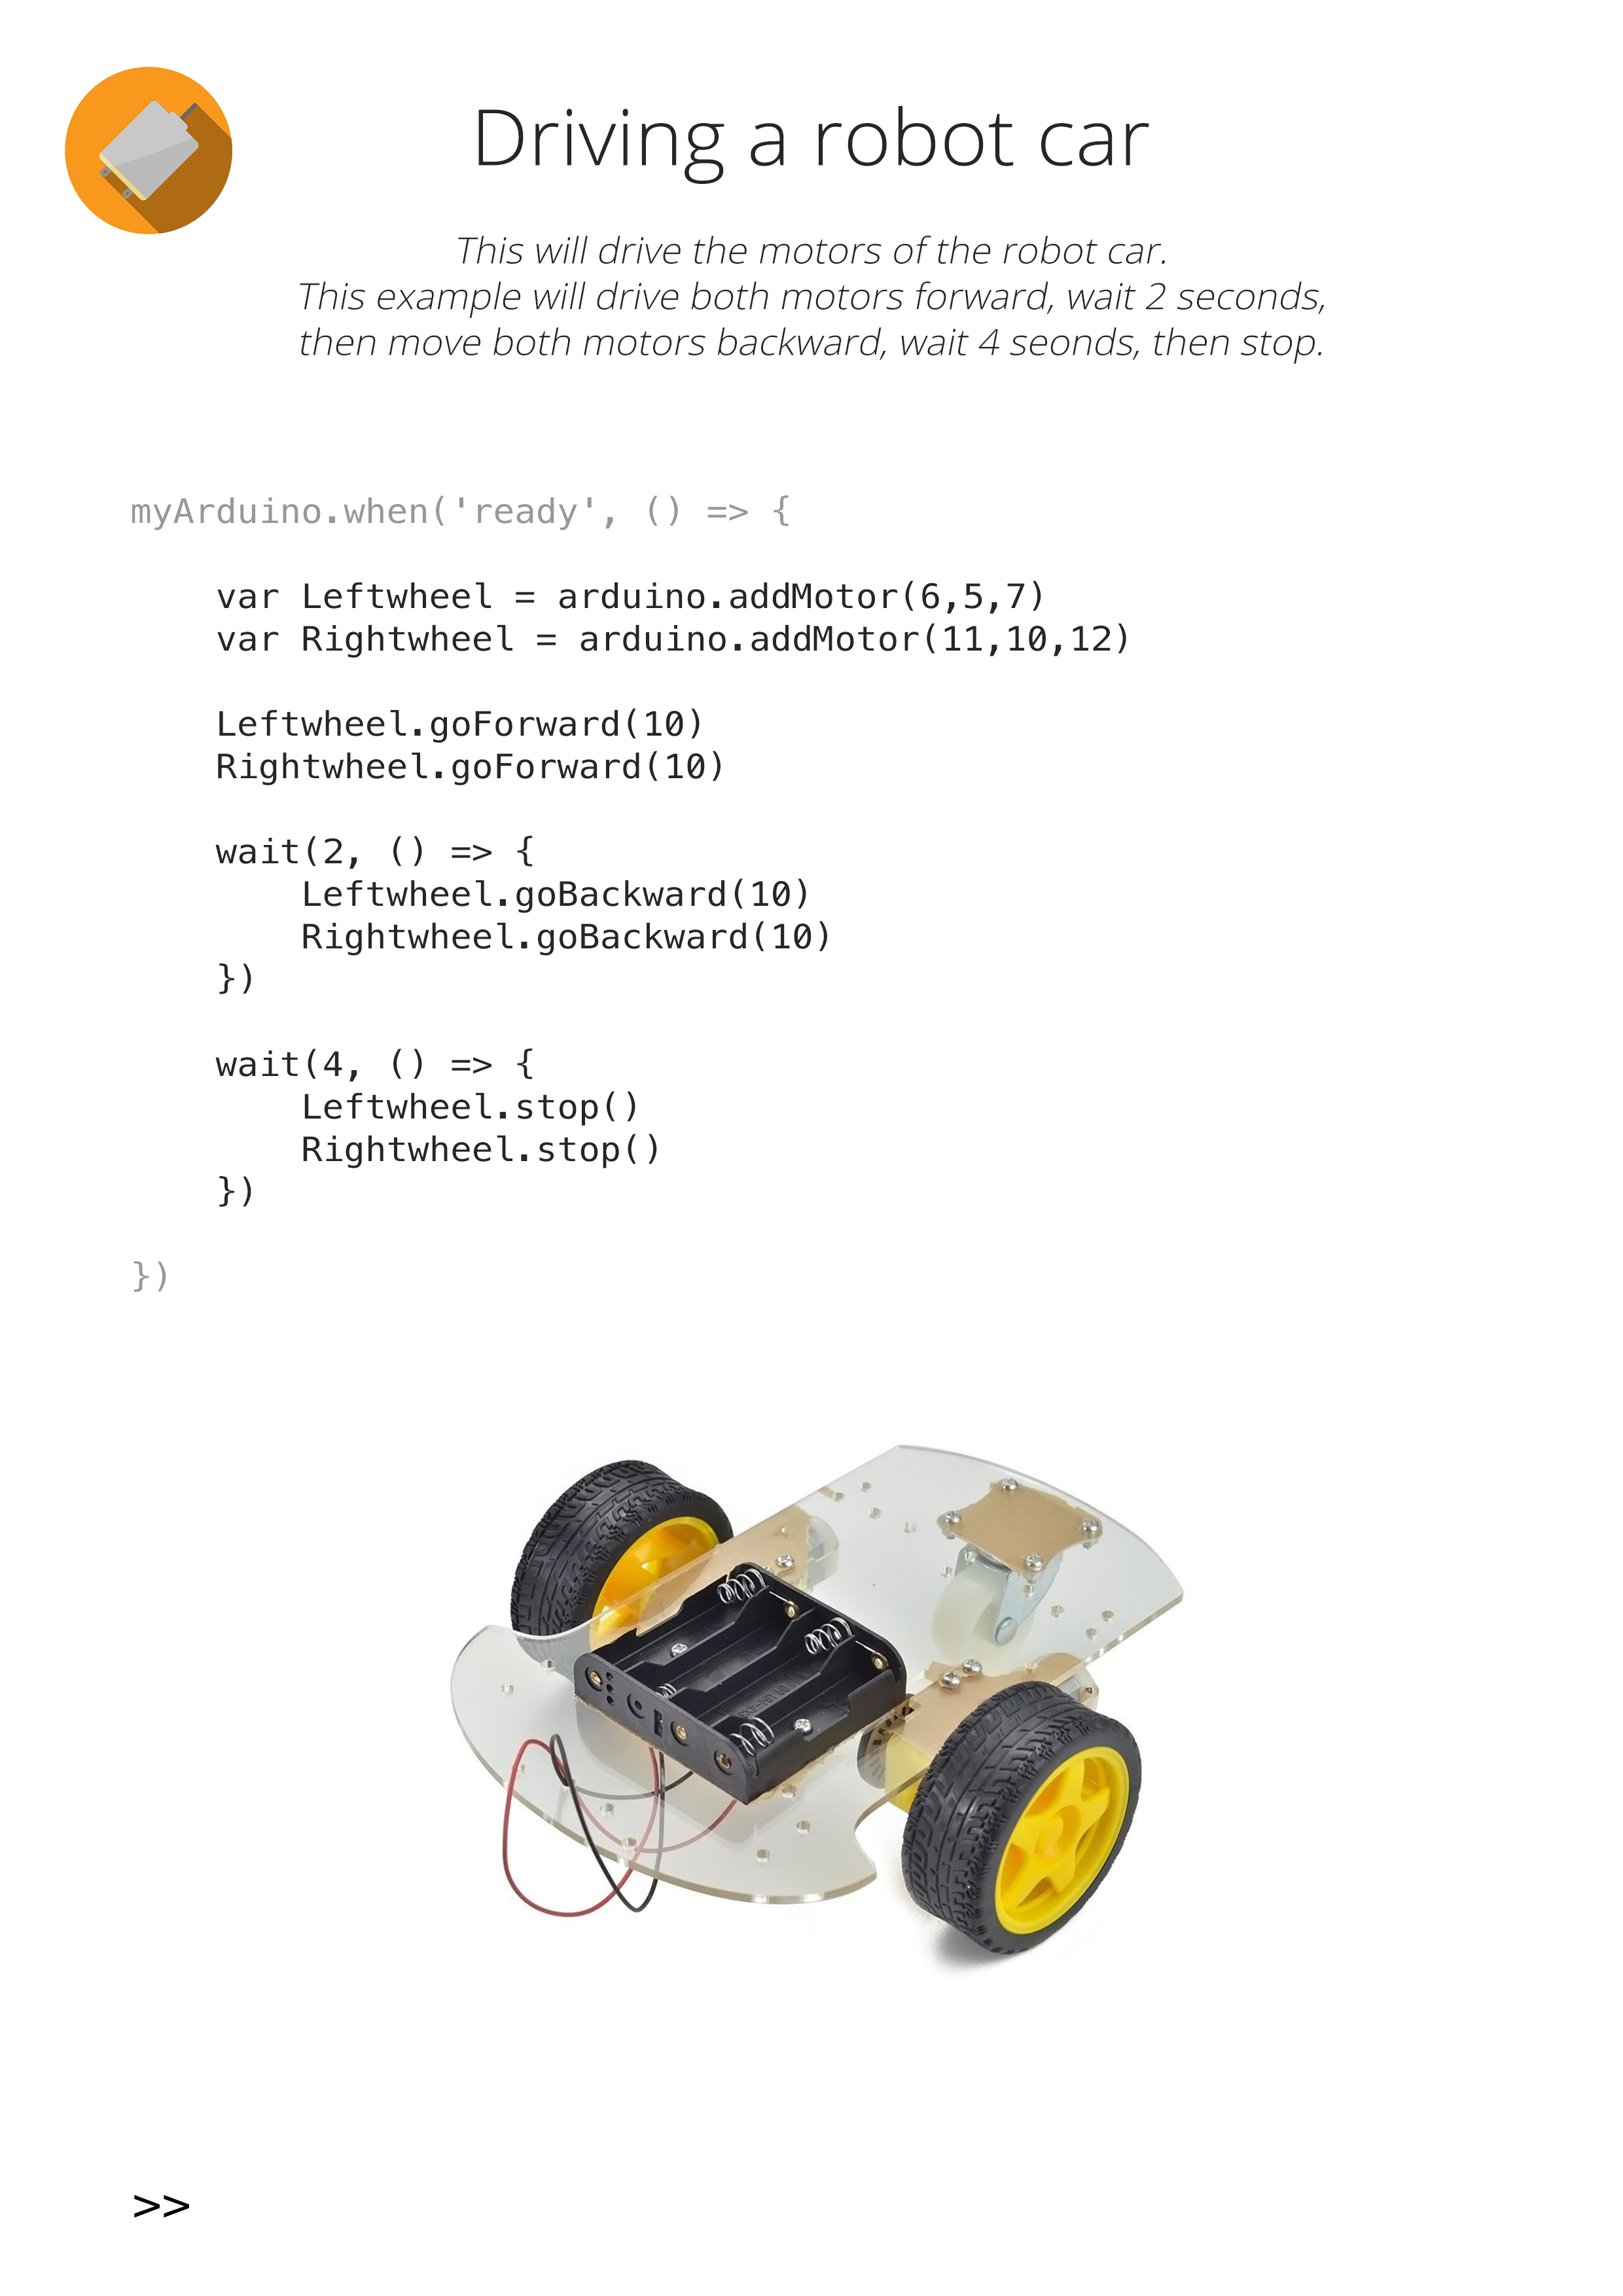 Driving a robot car
This will drive the motors of the robot car.
This example will drive both motors forward, wait 2 seconds,
then move both motors backward, wait 4 seonds, then stop.
myArduino.when('ready', () => {
var Leftwheel = arduino.addMotor(6,5,7)
var Rightwheel = arduino.addMotor(11,10,12)
Leftwheel.goForward(10)
Rightwheel.goForward(10)
wait(2, () => {
Leftwheel.goBackward(10)
Rightwheel.goBackward(10)
})
wait(4, () => {
Leftwheel.stop()
Rightwheel.stop()
})
})
>>